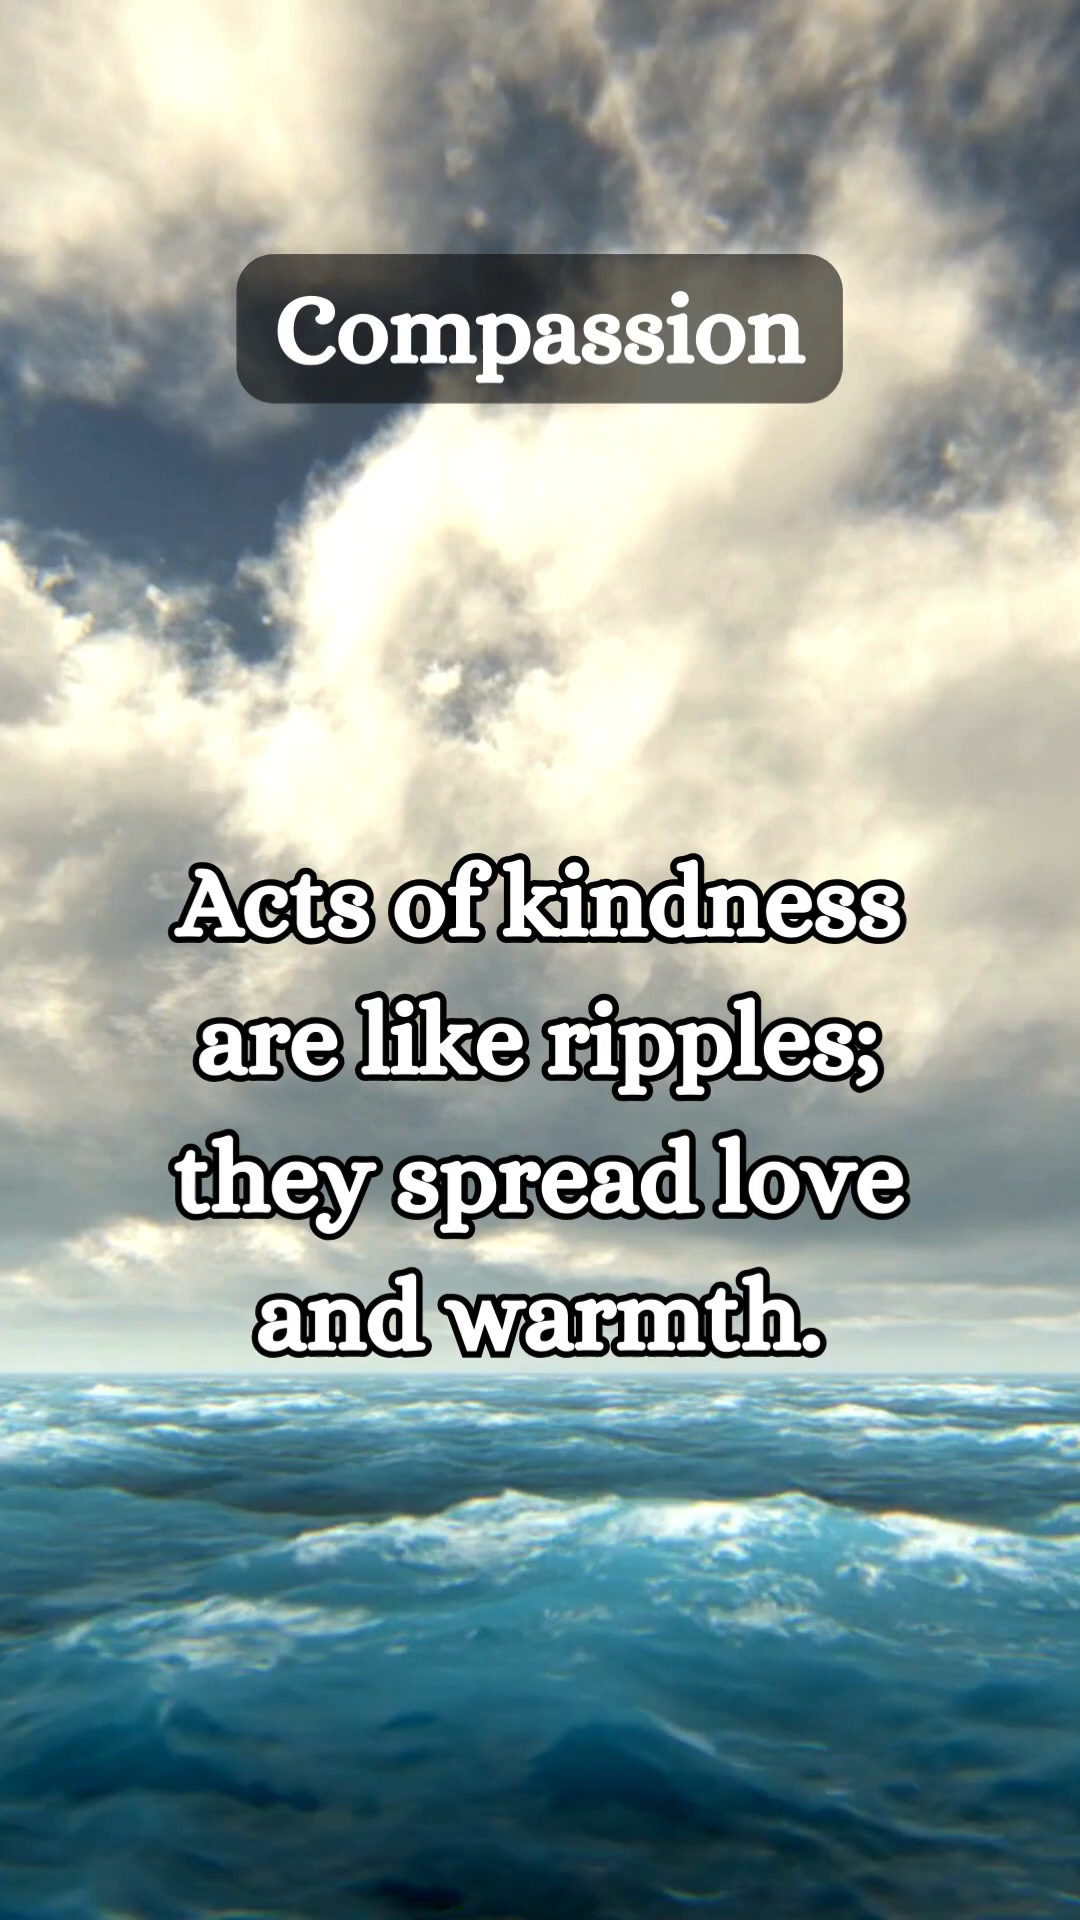 Compassion
Acts of kindness
are like ripples;
they spread love
and warmth.